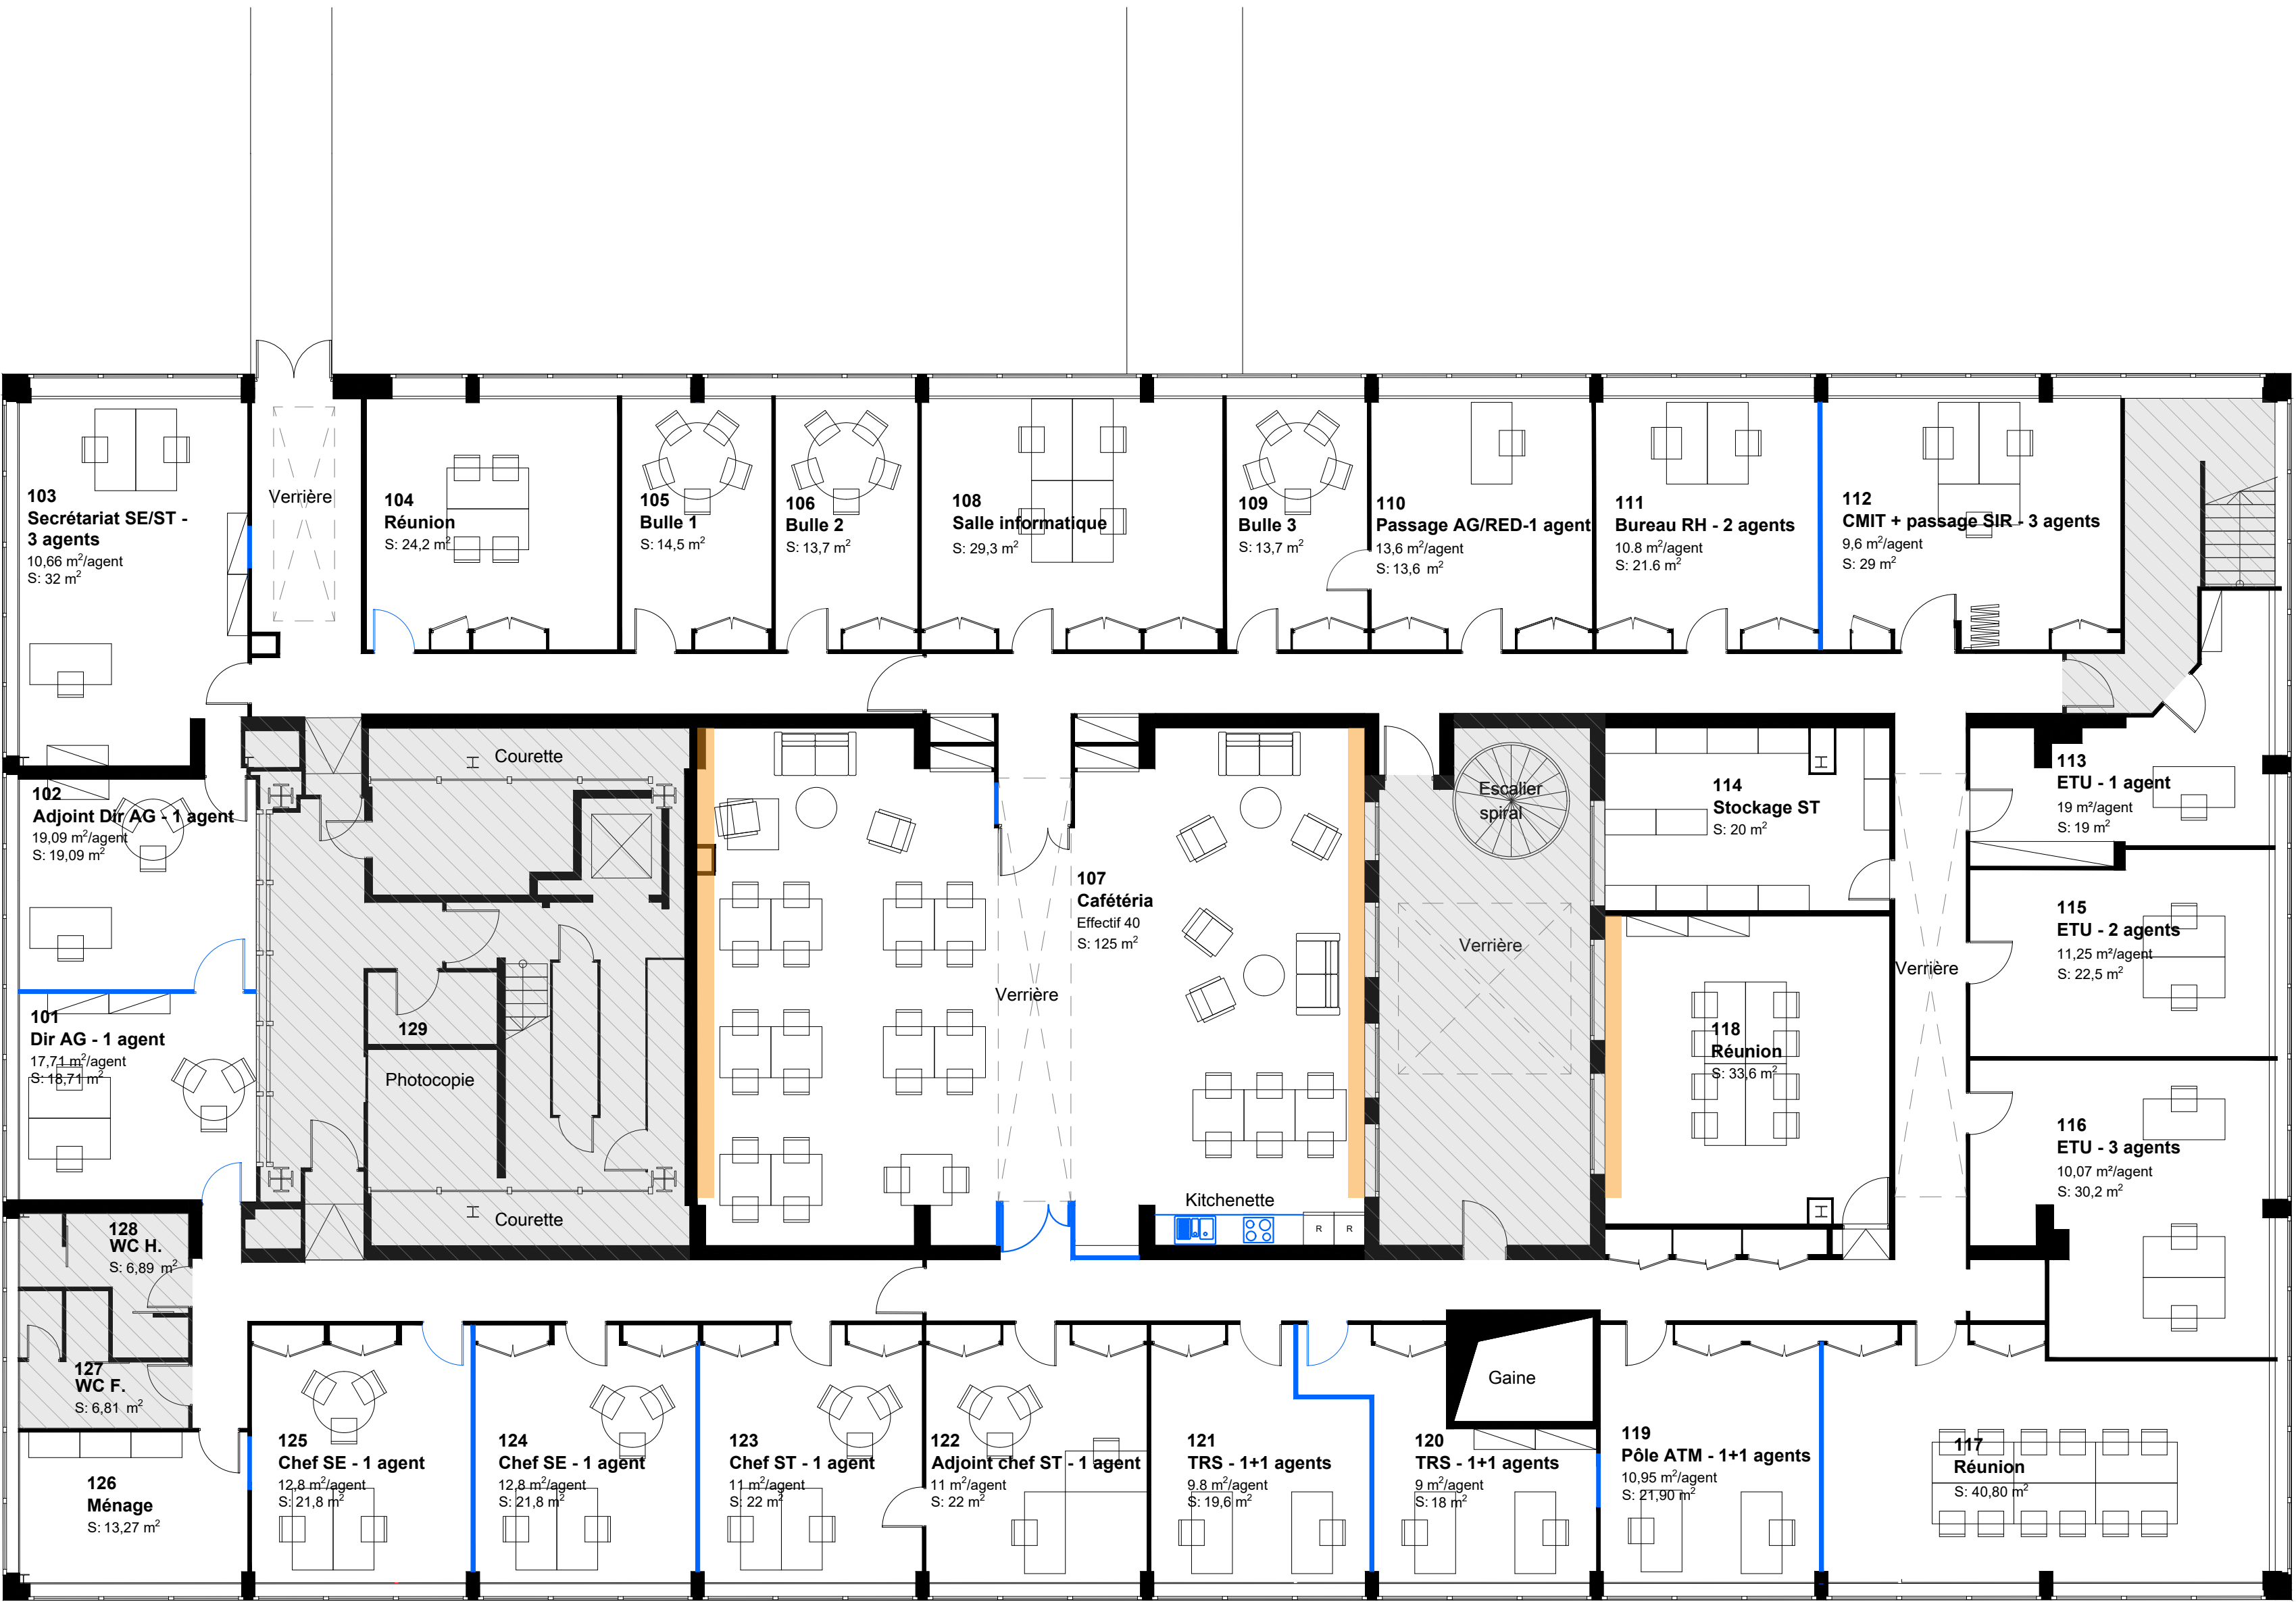 103
Secrétariat SE/ST -
3 agents
10,66 m²/agent
S: 32 m²
Verrière
104
Réunion
S: 24,2 m²
105
Bulle 1
S: 14,5 m²
106
Bulle 2
S: 13,7 m²
108
Salle informatique
S: 29,3 m²
109
Bulle 3
S: 13,7 m²
110
Passage AG/RED-1 agent
13,6 m²/agent
S: 13,6 m²
111
Bureau RH - 2 agents
10.8 m²/agent
S: 21.6 m²
112
CMIT + passage SIR - 3 agents
9,6 m²/agent
S: 29 m²
102
Adjoint Dir AG - 1 agent
19,09 m²/agent
S: 19,09 m²
Courette
107
Cafétéria
Effectif 40
S: 125 m²
Verrière
Escalier
spiral
Verrière
114
Stockage ST
S: 20 m²
Verrière
113
ETU - 1 agent
19 m²/agent
S: 19 m²
115
ETU - 2 agents
11,25 m²/agent
S: 22,5 m²
101
Dir AG - 1 agent
17,71 m²/agent
S: 18,71 m²
129
Photocopie
Courette
Kitchenette
R
R
118
Réunion
S: 33,6 m²
116
ETU - 3 agents
10,07 m²/agent
S: 30,2 m²
128
WC H.
S: 6,89 m²
127
WC F.
S: 6,81 m²
126
Ménage
S: 13,27 m²
125
Chef SE - 1 agent
12,8 m²/agent
S: 21,8 m²
124
Chef SE - 1 agent
12,8 m²/agent
S: 21,8 m²
123
Chef ST - 1 agent
11 m²/agent
S: 22 m²
122
Adjoint chef ST - 1 agent
11 m²/agent
S: 22 m²
121
TRS - 1+1 agents
9.8 m²/agent
S: 19,6 m²
120
TRS - 1+1 agents
9 m²/agent
S: 18 m²
Gaine
119
Pôle ATM - 1+1 agents
10,95 m²/agent
S: 21,90 m²
117
Réunion
S: 40,80 m²